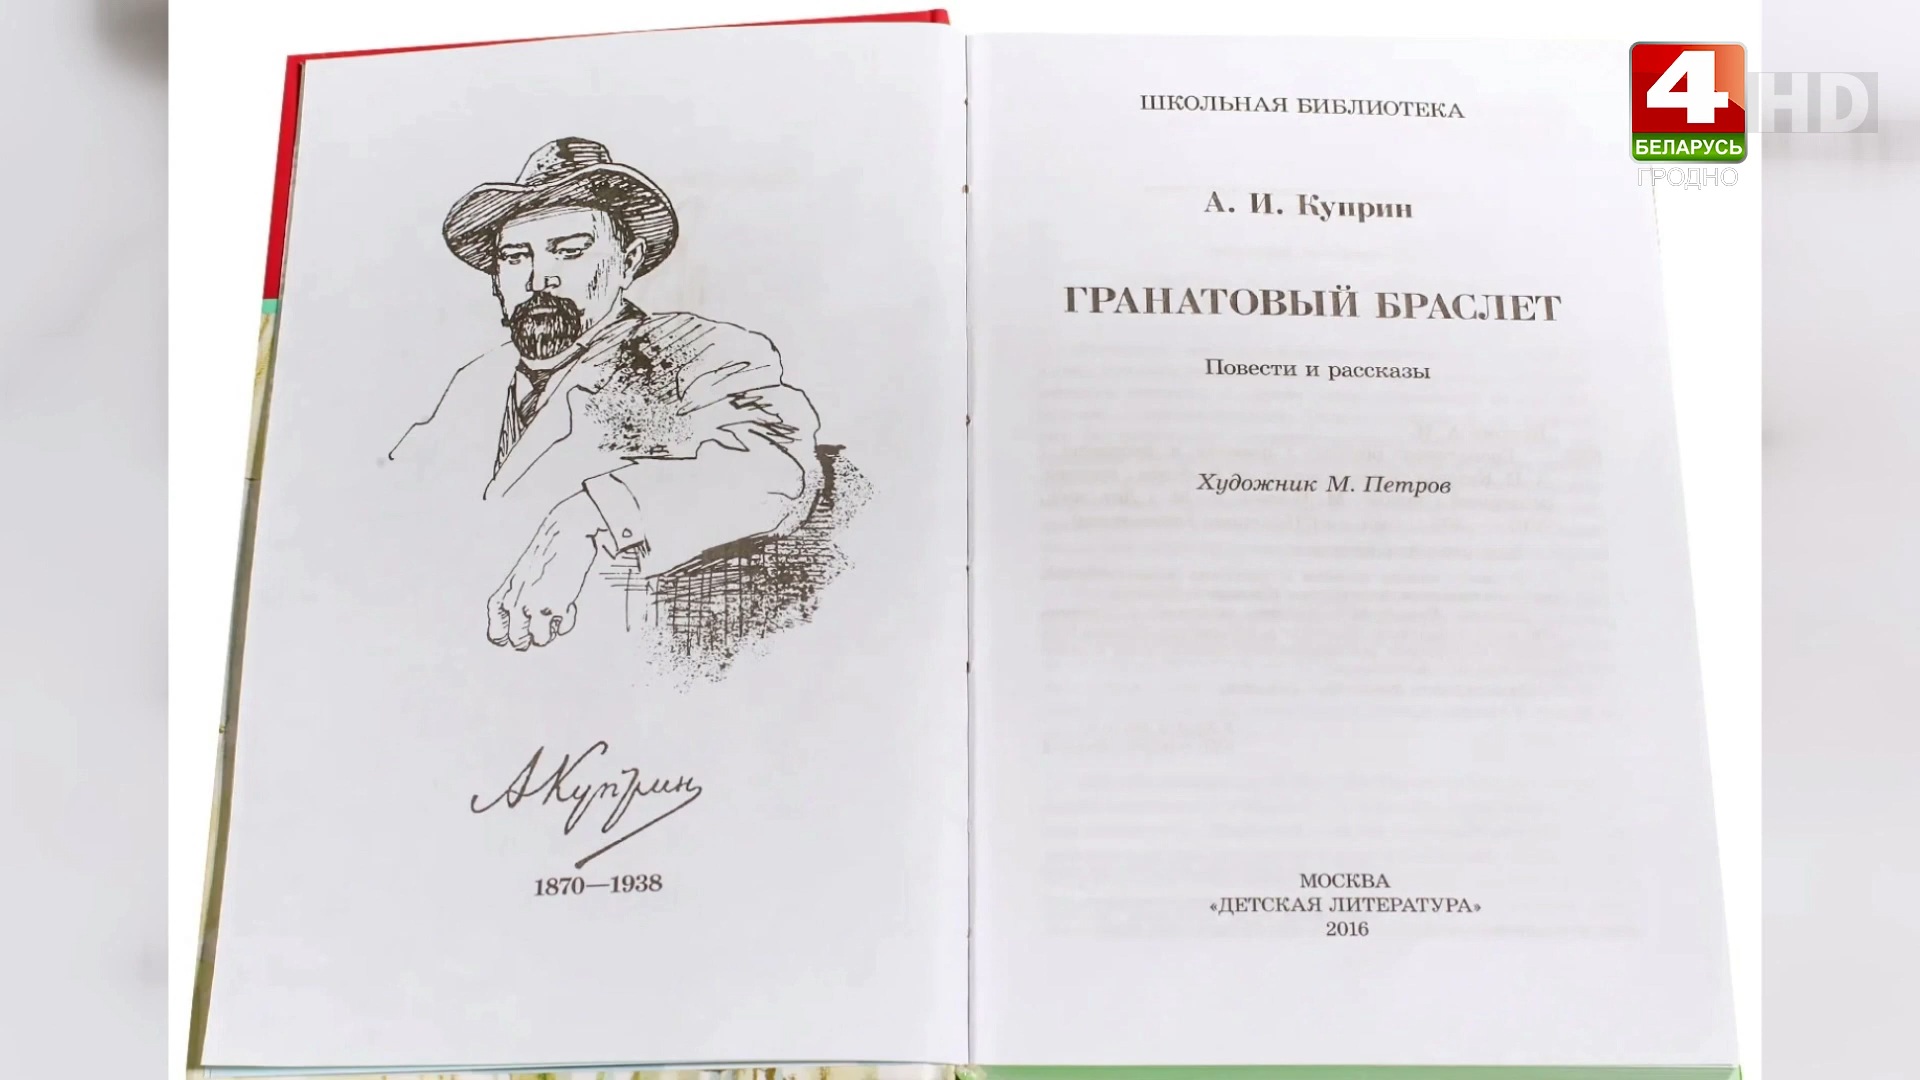 АКуприн
1870—1938
ШКОЛЬНАЯ БИБЛИОТЕКА
А. И. Куприн
ГРАНАТОВЫЙ БРАСЛЕТ
Повести и рассказы
Художник М. Петров
МОСКВА
«ДЕТСКАЯ ЛИТЕРАТУРА»
2016
4 HD
БЕЛАРУСЬ
ГРОДНО